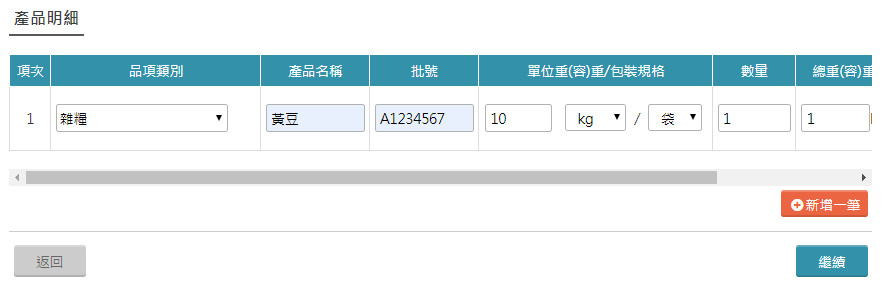 產品明細
項次 品項類別 產品名稱 批號 單位重(容)重/包裝規格 數量 總重(容)重
1 雜糧 黃豆 A1234567 10 kg / 袋 1 1
新增一筆
返回 繼續